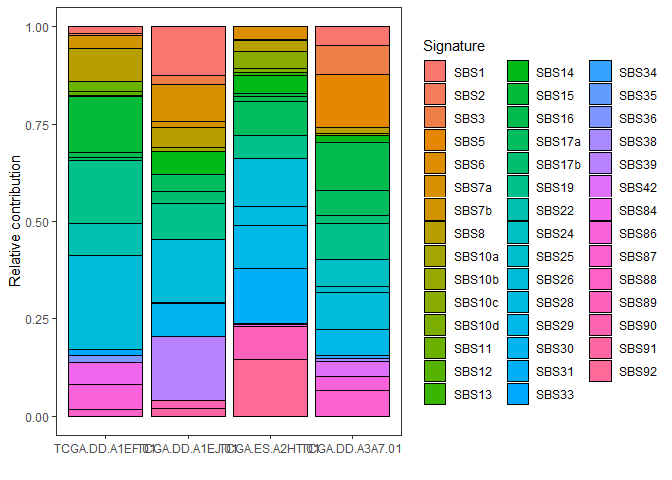 Relative contribution
1.00
0.75
0.50
0.25
0.00
TCGA.DD.A1EF.01
TCGA.DD.A1EJ.01
TCGA.ES.A2HT.01
TCGA.DD.A3A7.01
Signature
SBS1
SBS2
SBS3
SBS5
SBS6
SBS7a
SBS7b
SBS8
SBS10a
SBS10b
SBS10c
SBS10d
SBS11
SBS12
SBS13
SBS14
SBS15
SBS16
SBS17a
SBS17b
SBS19
SBS22
SBS24
SBS25
SBS26
SBS28
SBS29
SBS30
SBS31
SBS33
SBS34
SBS35
SBS36
SBS38
SBS39
SBS42
SBS84
SBS86
SBS87
SBS88
SBS89
SBS90
SBS91
SBS92